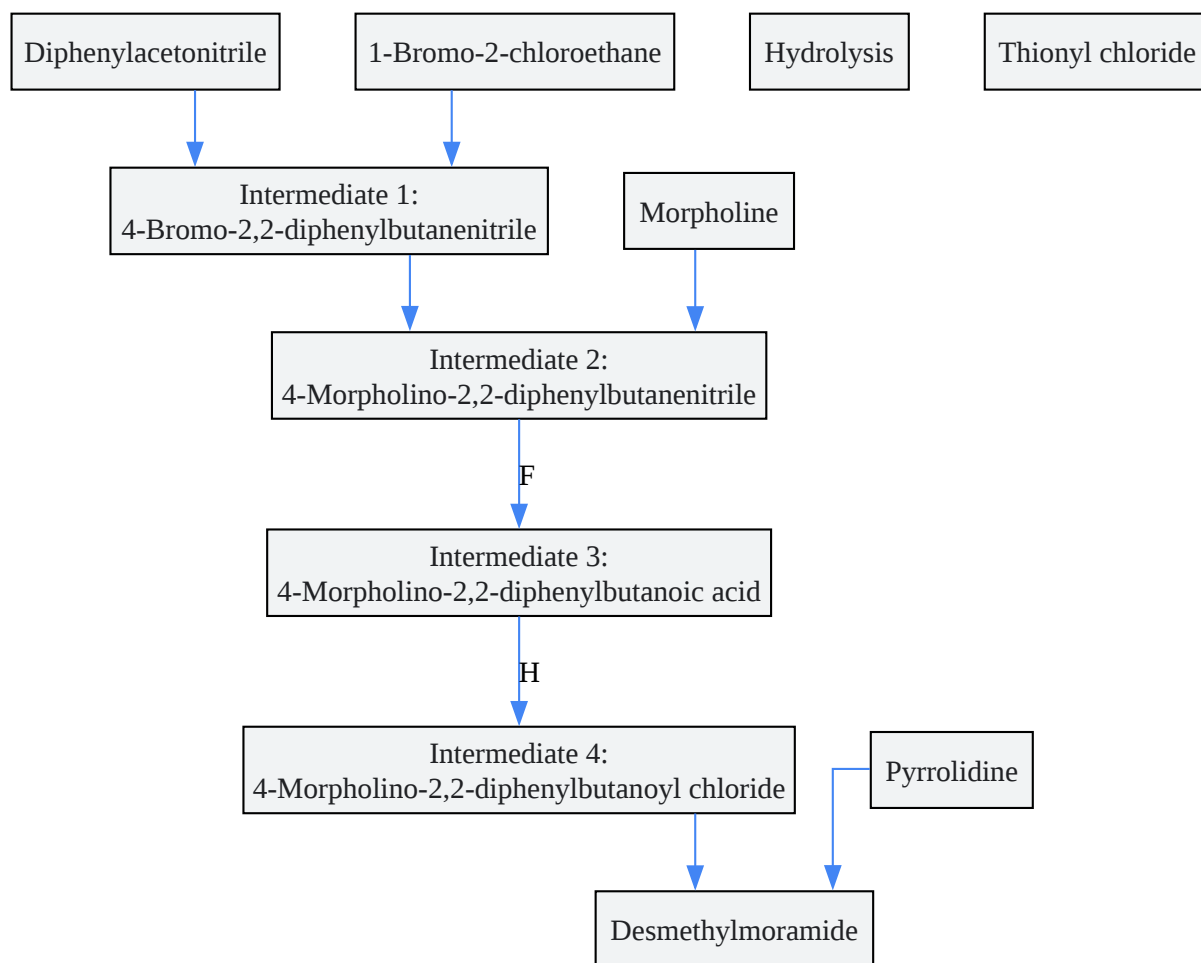 Diphenylacetonitrile
1-Bromo-2-chloroethane
Hydrolysis
Thionyl chloride
Intermediate 1:
4-Bromo-2,2-diphenylbutanenitrile
Morpholine
Intermediate 2:
4-Morpholino-2,2-diphenylbutanenitrile
F
Intermediate 3:
4-Morpholino-2,2-diphenylbutanoic acid
H
Intermediate 4:
4-Morpholino-2,2-diphenylbutanoyl chloride
Pyrrolidine
Desmethylmoramide